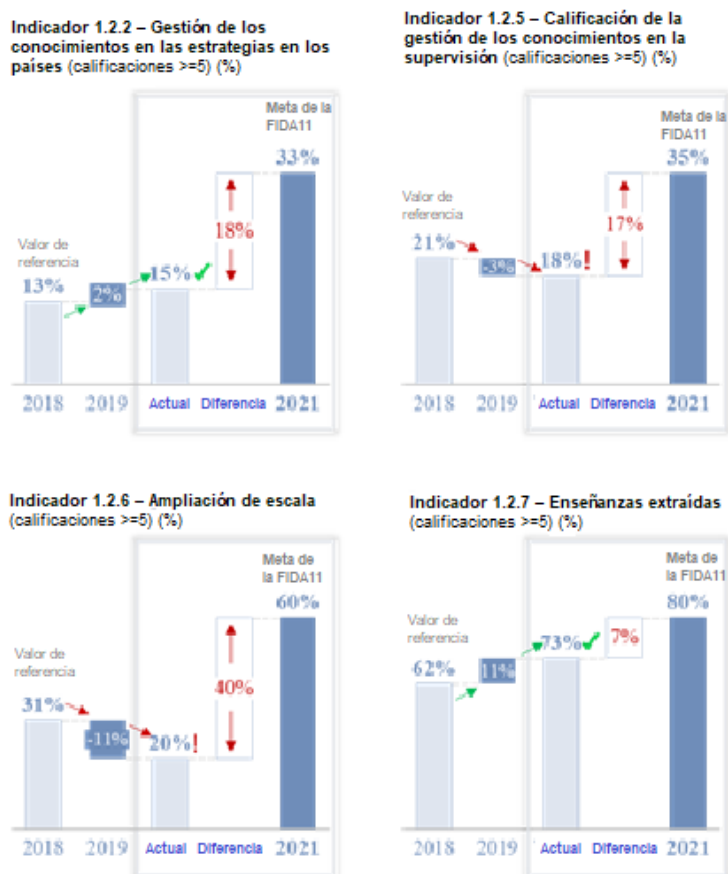 Indicador 1.2.2 – Gestión de los
conocimientos en las estrategias en los
países (calificaciones >=5) (%)
Meta de la
FIDA11
33%
18%
Valor de
referencia
13%
2%
15%
2018 2019 Actual Diferencia 2021
Indicador 1.2.5 – Calificación de la
gestión de los conocimientos en la
supervisión (calificaciones >=5) (%)
Meta de la
FIDA11
35%
Valor de
referencia
21%
-3%
18%!
17%
2018 2019 Actual Diferencia 2021
Indicador 1.2.6 – Ampliación de escala
(calificaciones >=5) (%)
Meta de
la FIDA11
60%
Valor de
referencia
31%
-11%
20%!
40%
2018 2019 Actual Diferencia 2021
Indicador 1.2.7 – Enseñanzas extraídas
(calificaciones >=5) (%)
Meta de
la FIDA11
80%
Valor de
referencia
62%
11%
73%
7%
2018 2019 Actual Diferencia 2021